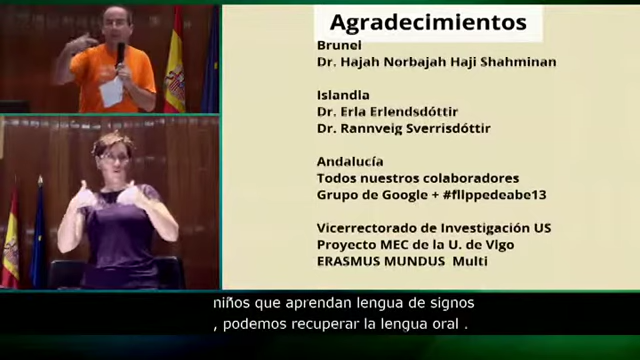 Agradecimientos
Brunei
Dr. Hajah Norbajah Haji Shahminan
Islandia
Dr. Erla Erlendsdóttir
Dr. Rannveig Sverrisdóttir
Andalucía
Todos nuestros colaboradores
Grupo de Google + #fllppedeabe13
Vicerrectorado de Investigación US
Proyecto MEC de la U. de Vigo
ERASMUS MUNDUS Multi
niños que aprendan lengua de signos
, podemos recuperar la lengua oral .